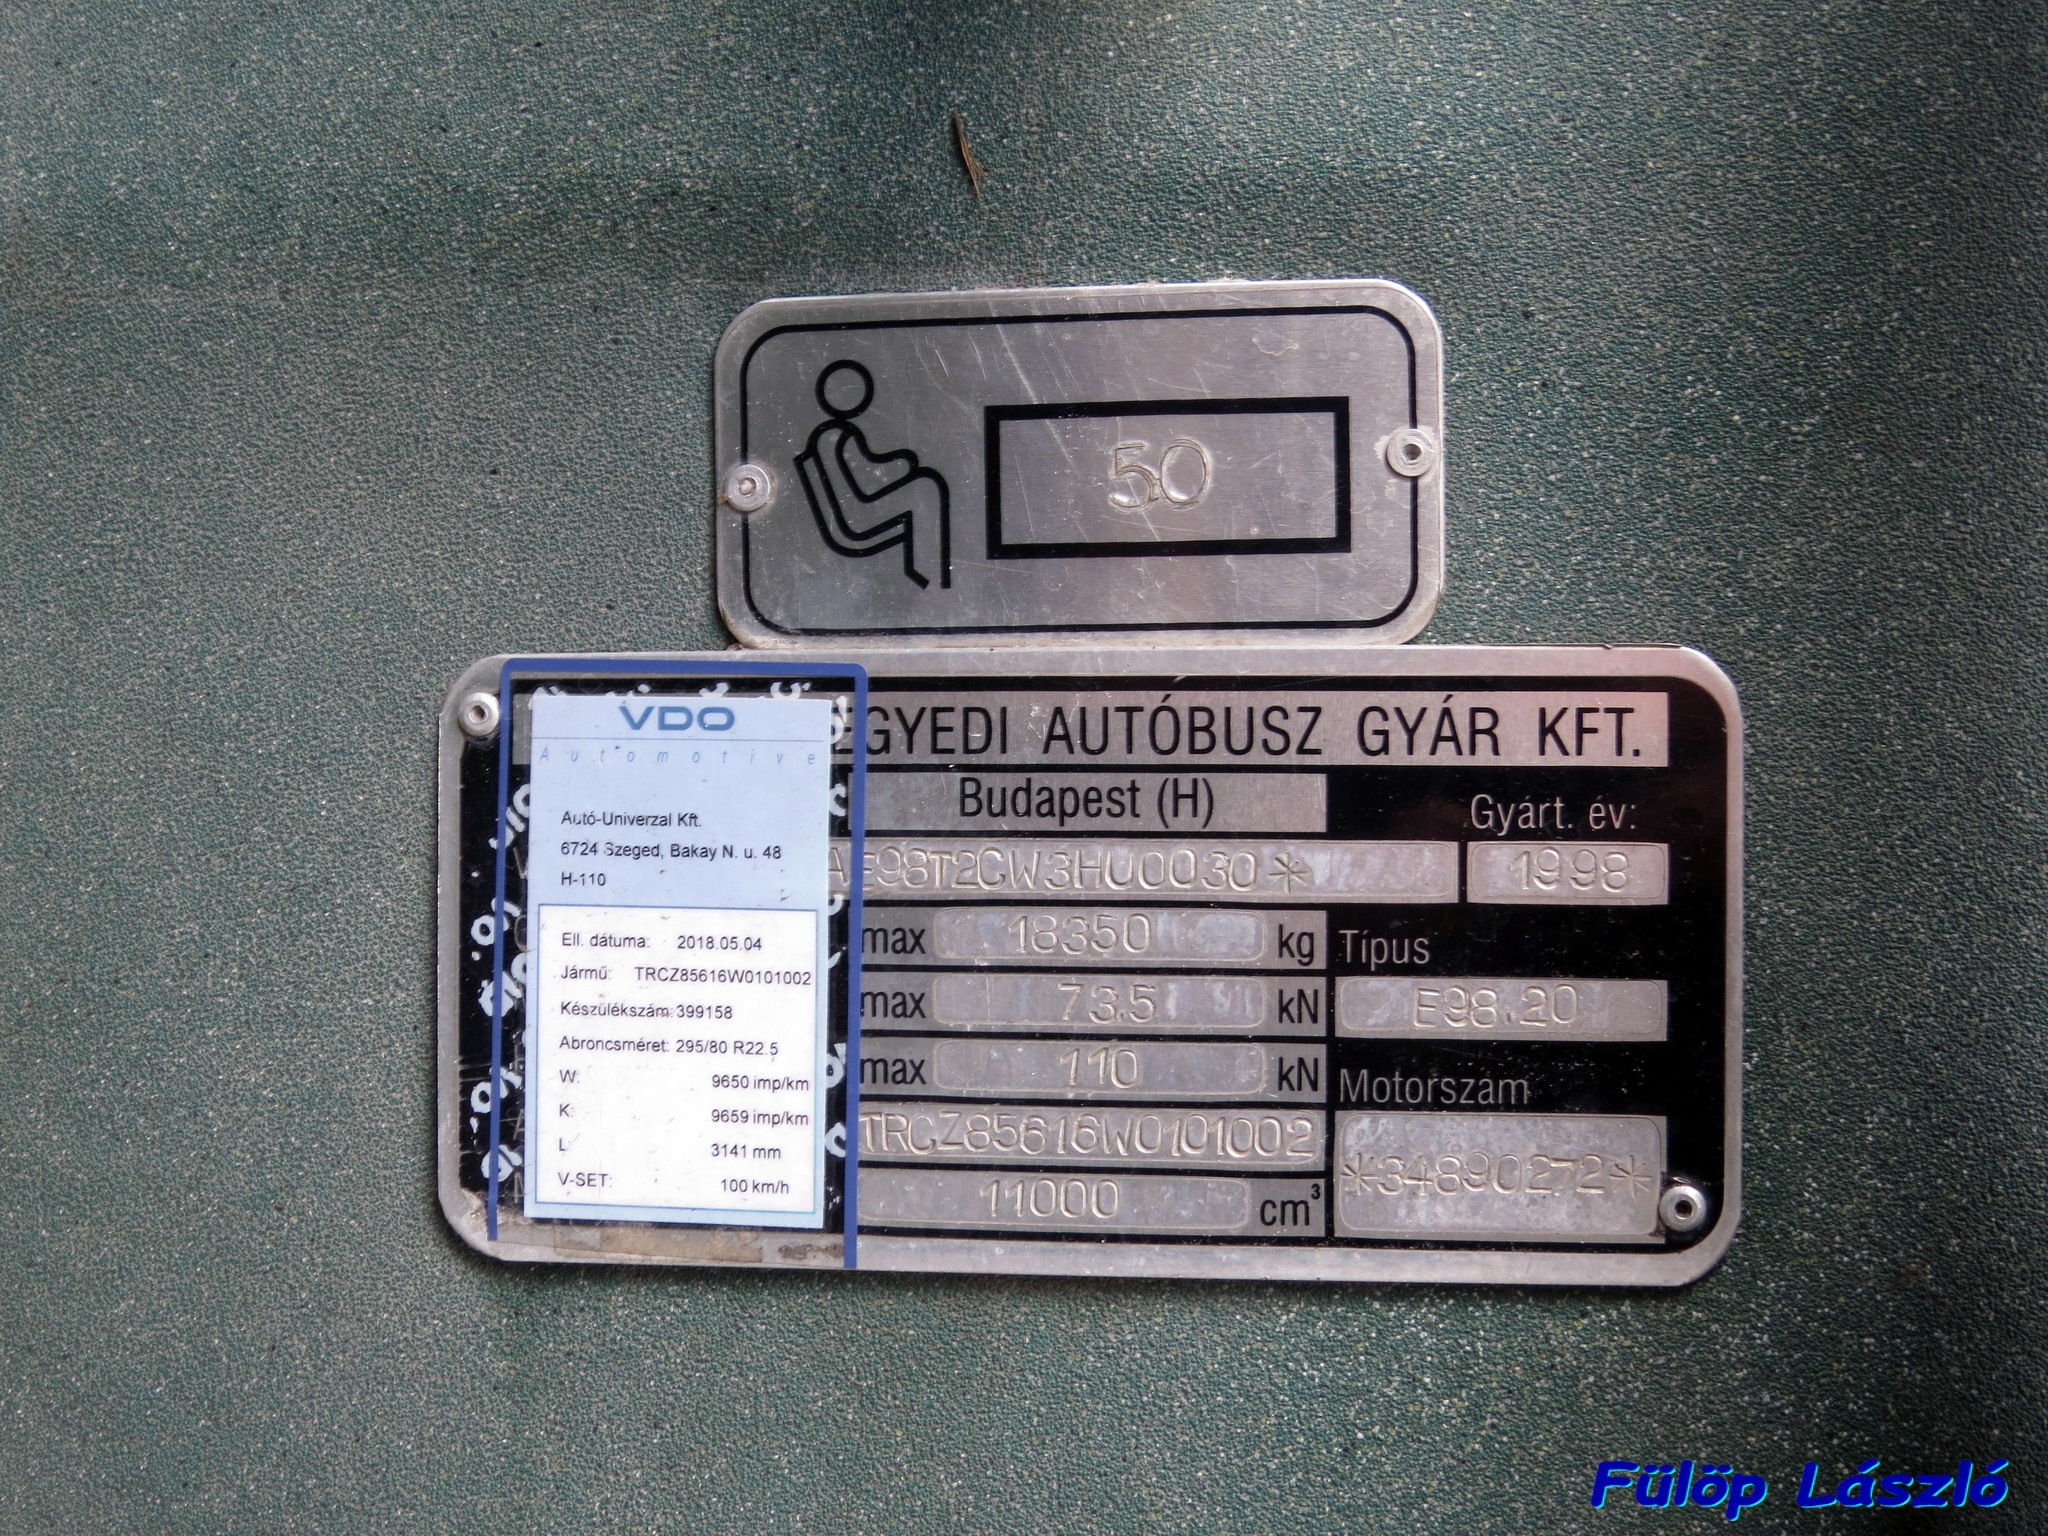 50
EGYEDI AUTÓBUSZ GYÁR KFT.
Budapest (H)
Gyárt. év:
AE98T2CW3HU0030*
1998
max 18350 kg
Típus
max 73.5 kN
E98.20
max 110 kN
Motorszám
TRCZ85616W0101002
*34890272*
11000 cm³
VDO
Automotive
Autó-Univerzal Kft.
6724 Szeged, Bakay N. u. 48
H-110
Ell. dátuma: 2018.05.04
Jármű: TRCZ85616W0101002
Készülékszám: 399158
Abroncsméret: 295/80 R22.5
W: 9650 imp/km
K: 9659 imp/km
L: 3141 mm
V-SET: 100 km/h
Fülöp László